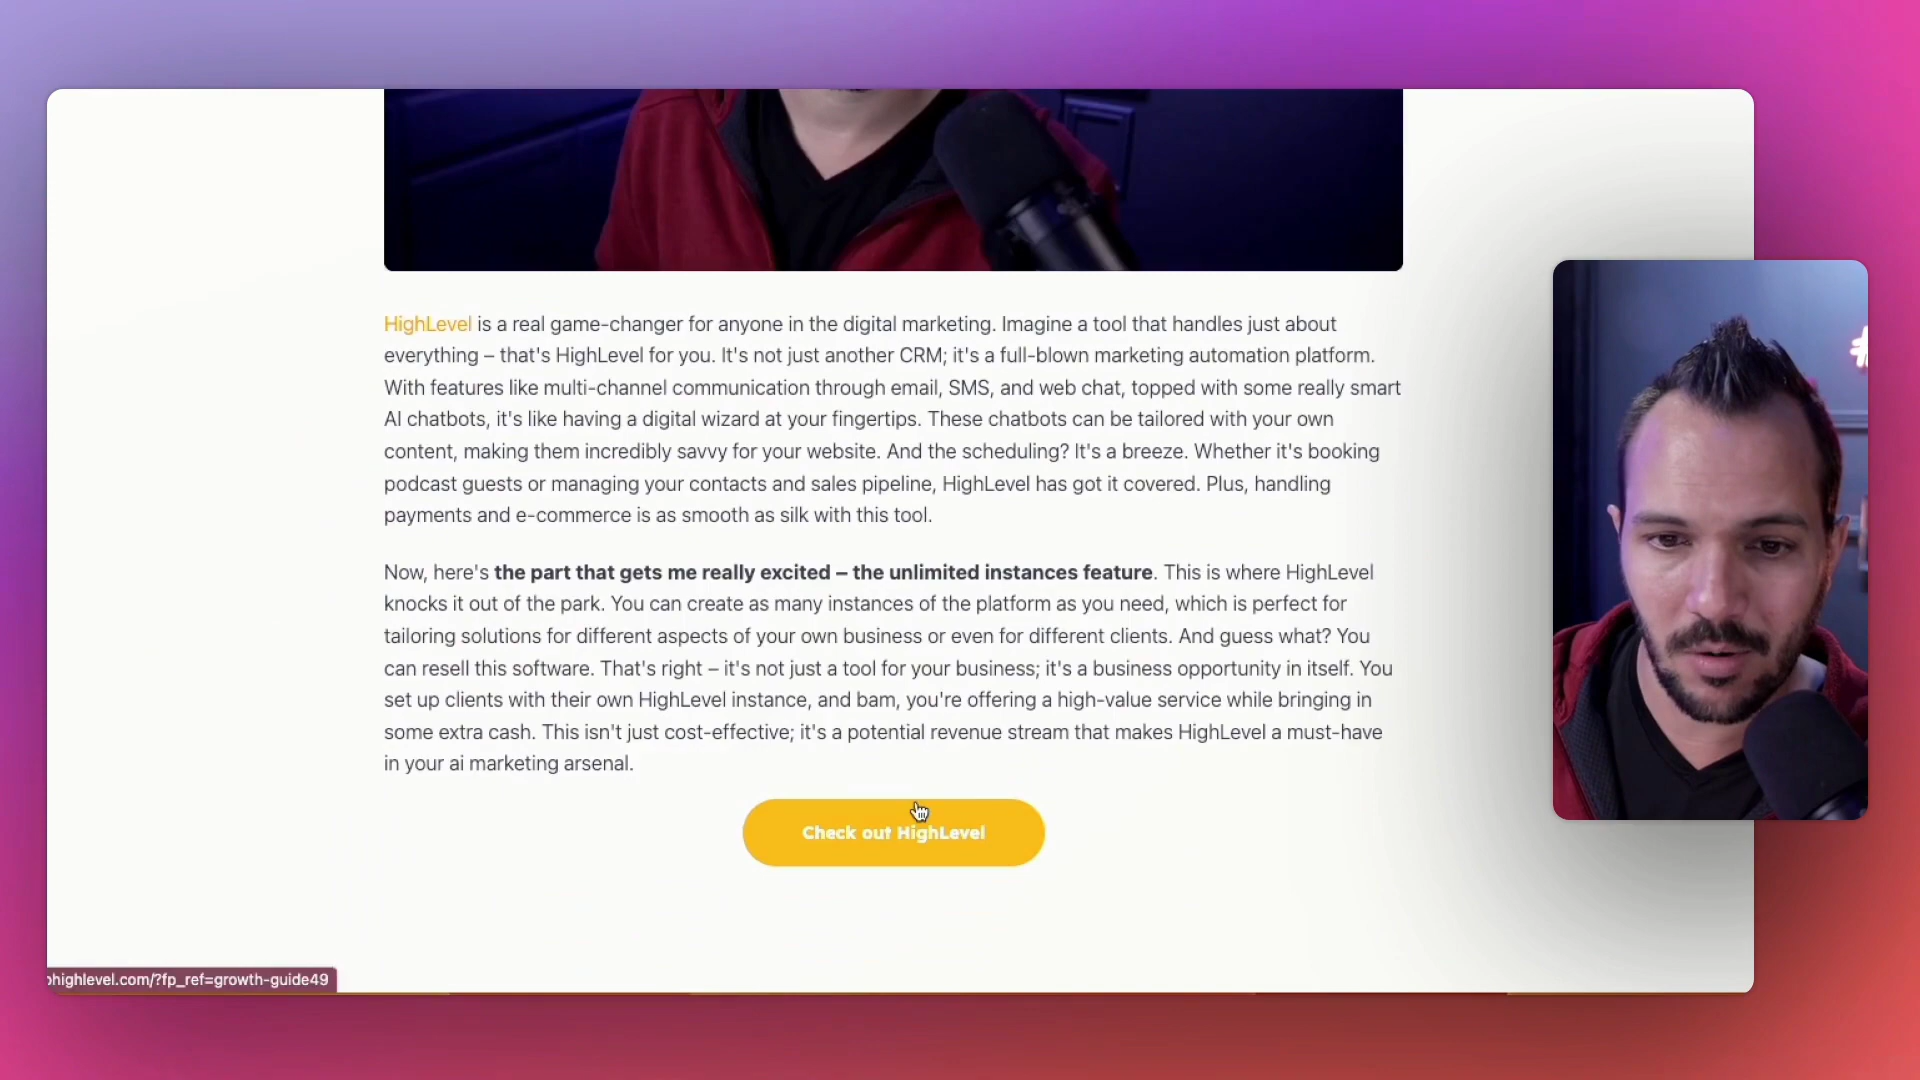 HighLevel is a real game-changer for anyone in the digital marketing. Imagine a tool that handles just about
everything – that's HighLevel for you. It's not just another CRM; it's a full-blown marketing automation platform.
With features like multi-channel communication through email, SMS, and web chat, topped with some really smart
AI chatbots, it's like having a digital wizard at your fingertips. These chatbots can be tailored with your own
content, making them incredibly savvy for your website. And the scheduling? It's a breeze. Whether it's booking
podcast guests or managing your contacts and sales pipeline, HighLevel has got it covered. Plus, handling
payments and e-commerce is as smooth as silk with this tool.
Now, here's the part that gets me really excited – the unlimited instances feature. This is where HighLevel
knocks it out of the park. You can create as many instances of the platform as you need, which is perfect for
tailoring solutions for different aspects of your own business or even for different clients. And guess what? You
can resell this software. That's right – it's not just a tool for your business; it's a business opportunity in itself. You
set up clients with their own HighLevel instance, and bam, you're offering a high-value service while bringing in
some extra cash. This isn't just cost-effective; it's a potential revenue stream that makes HighLevel a must-have
in your ai marketing arsenal.
Check out HighLevel
ohighlevel.com/?fp_ref=growth-guide49